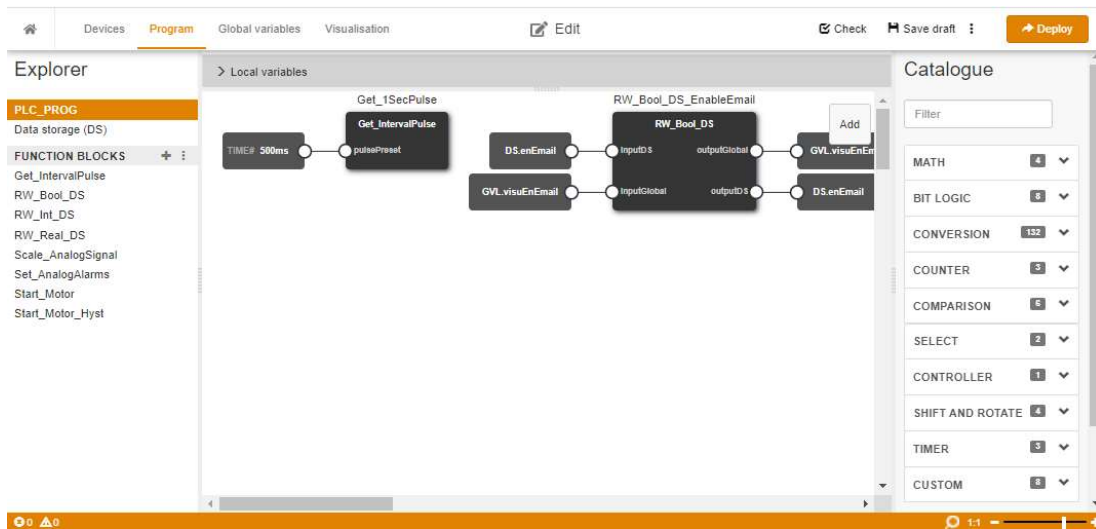 Devices Program Global variables Visualisation Edit Check Save draft Deploy
Explorer
PLC_PROG
Data storage (DS)
FUNCTION BLOCKS
Get_IntervalPulse
RW_Bool_DS
RW_Int_DS
RW_Real_DS
Scale_AnalogSignal
Set_AnalogAlarms
Start_Motor
Start_Motor_Hyst
Local variables
Get_1SecPulse
Get_IntervalPulse
TIME# 500ms
pulsePreset
RW_Bool_DS_EnableEmail
RW_Bool_DS
DS.enEmail
inputDS
outputGlobal
GVL.visuEnEm
GVL.visuEnEmail
inputGlobal
outputDS
DS.enEmail
Add
Catalogue
Filter
MATH 4
BIT LOGIC 8
CONVERSION 132
COUNTER 3
COMPARISON 6
SELECT 2
CONTROLLER 1
SHIFT AND ROTATE 4
TIMER 3
CUSTOM 8
0 0
1:1